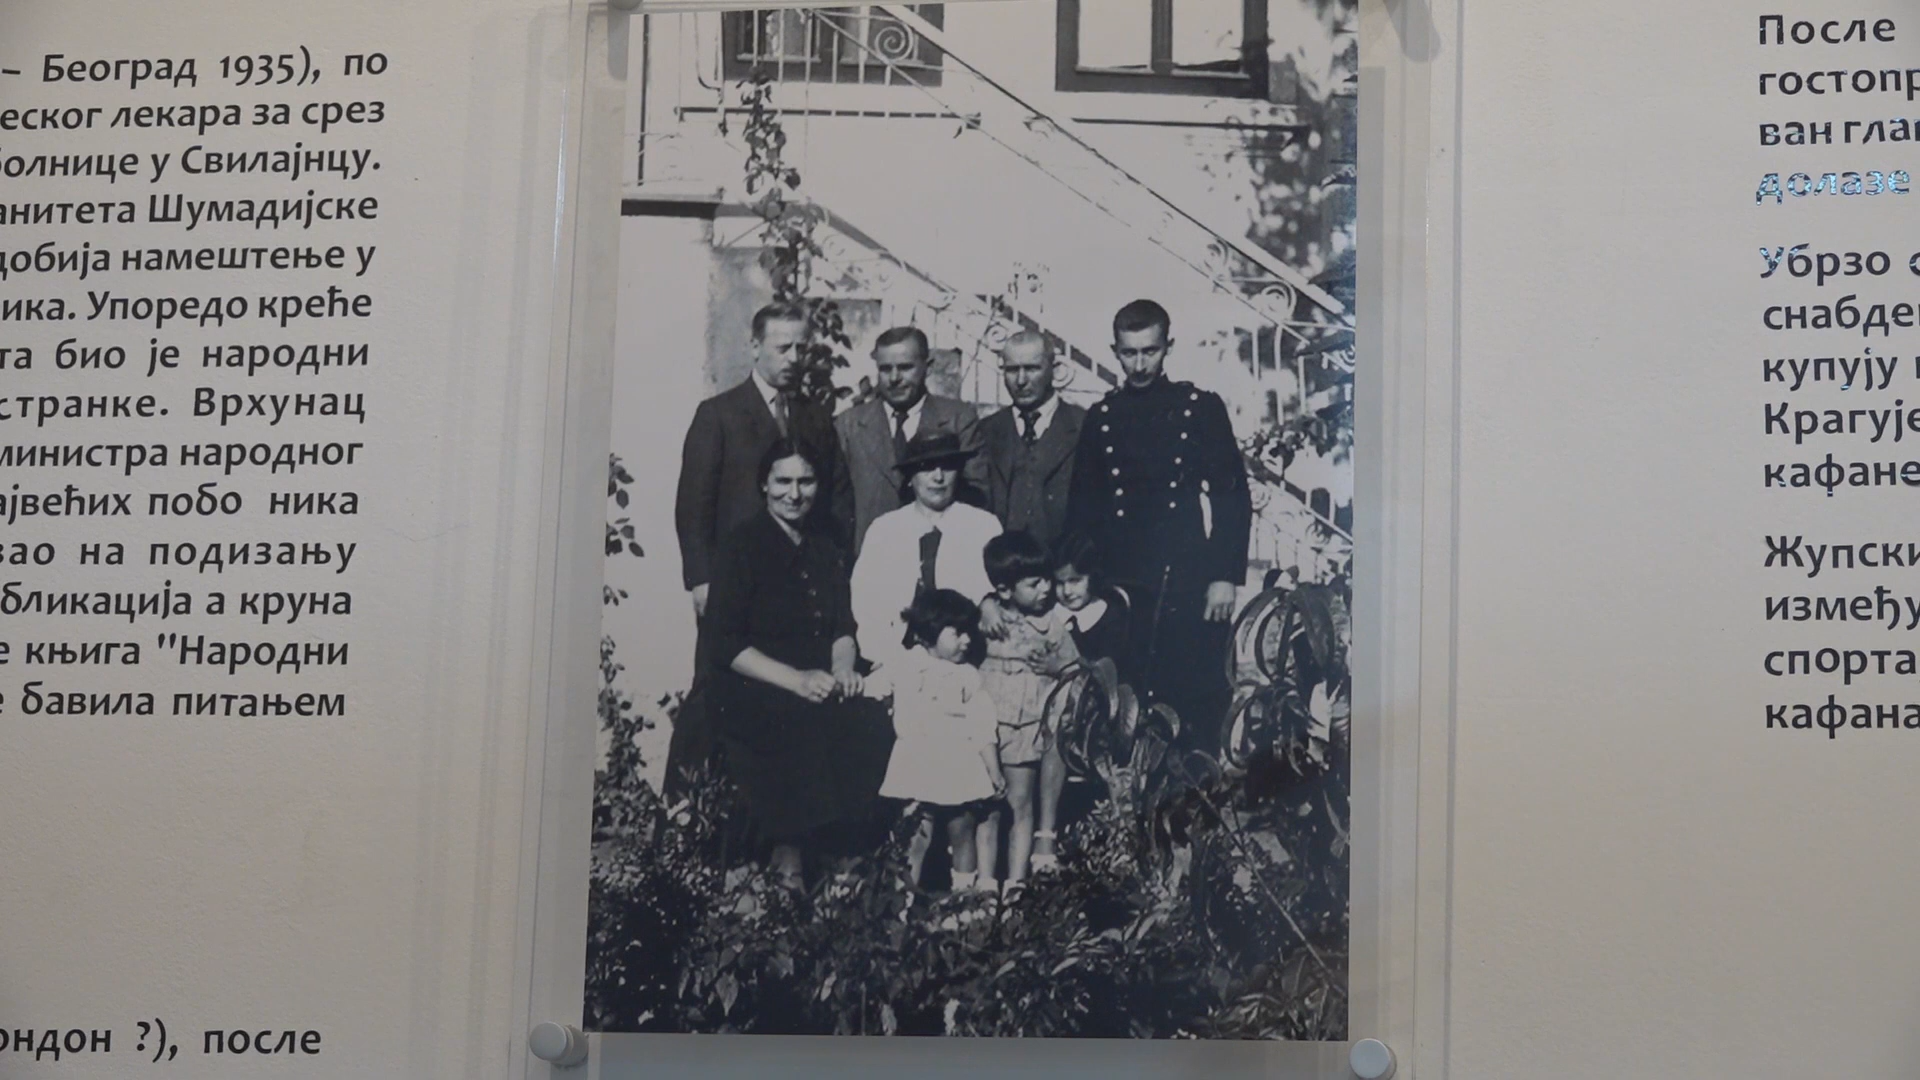 – Београд 1935), по
еског лекара за срез
болнице у Свилајнцу.
анитета Шумадијске
добија намештење у
ика. Упоредо креће
та био је народни
странке. Врхунац
министра народног
ајвећих побо ника
вао на подизању
бликација а круна
е књига "Народни
е бавила питањем
ондон ?), после
После
гостопр
ван глав
долазе
Убрзо
снабде
купују
Крагује
кафане
Жупски
између
спорта
кафана